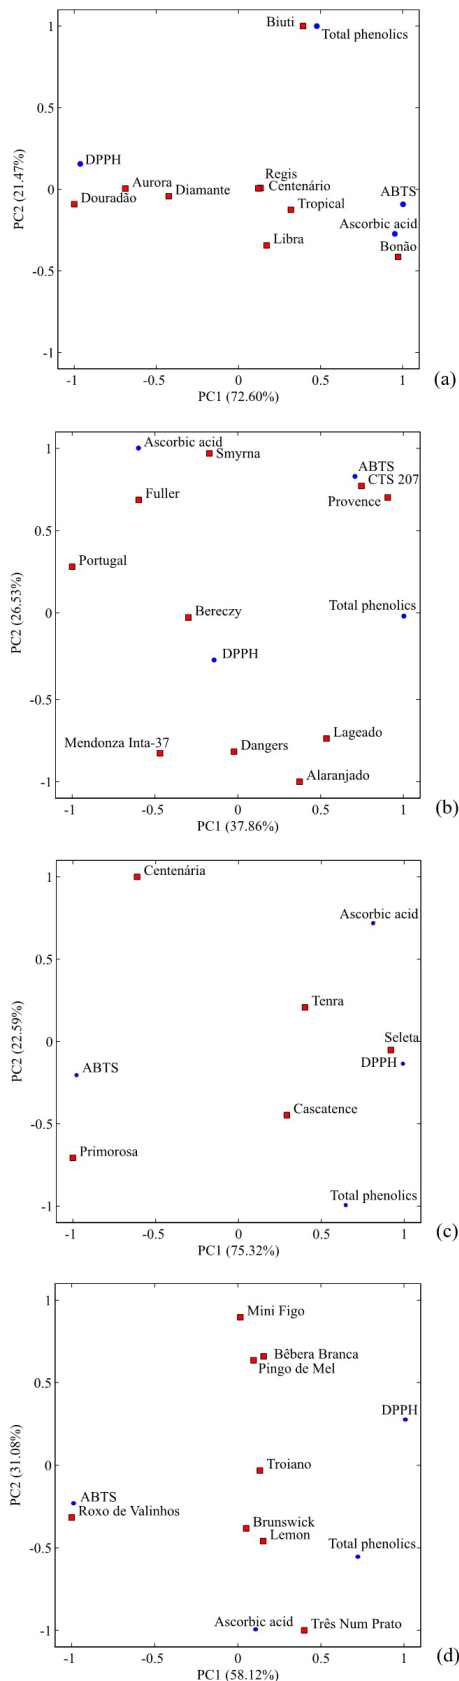 Biuti
Total phenolics
1
0.5
DPPH
Aurora
Regis
Centenário
ABTS
0
Douradão
Diamante
Tropical
Ascorbic acid
Libra
Bonão
-0.5
-1
PC2 (21.47%)
-1 -0.5 0 0.5 1
PC1 (72.60%)
(a)
Ascorbic acid
1
Smyrna
ABTS
CTS 207
Fuller
Provence
0.5
Portugal
Bereczy
Total phenolics
0
DPPH
-0.5
Lageado
Mendonza Inta-37
Dangers
Alaranjado
-1
PC2 (26.53%)
-1 -0.5 0 0.5 1
PC1 (37.86%)
(b)
Centenária
1
Ascorbic acid
0.5
Tenra
Seleta
0
DPPH
ABTS
Cascatence
-0.5
Primorosa
Total phenolics
-1
PC2 (22.59%)
-1 -0.5 0 0.5 1
PC1 (75.32%)
(c)
1
Mini Figo
Bêbera Branca
Pingo de Mel
0.5
DPPH
Troiano
0
ABTS
Roxo de Valinhos
Brunswick
Lemon
-0.5
Total phenolics
Ascorbic acid
Três Num Prato
-1
PC2 (31.08%)
-1 -0.5 0 0.5 1
PC1 (58.12%)
(d)